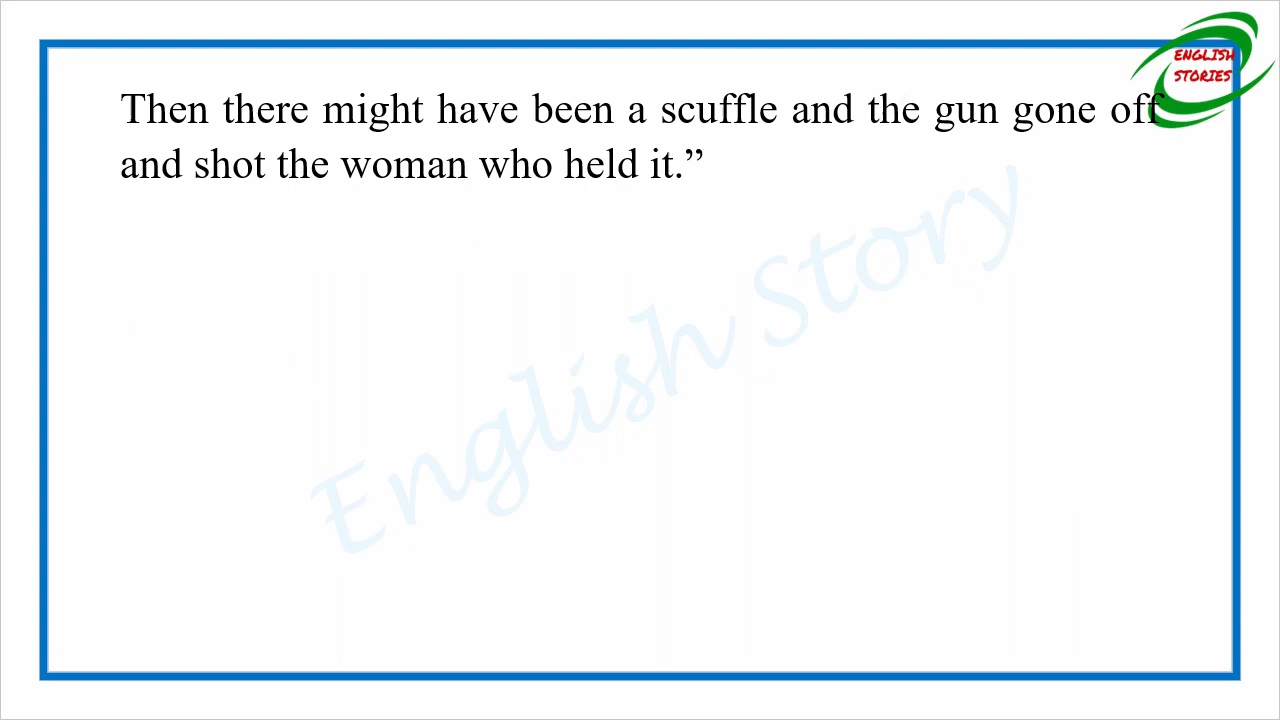 ENGLISH
STORIES
Then there might have been a scuffle and the gun gone off
and shot the woman who held it.”
English Story